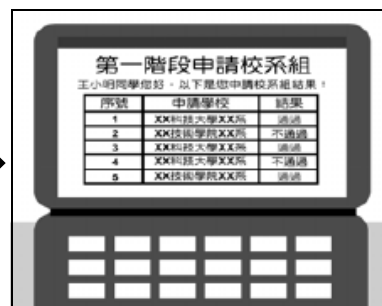 第一階段申請校系組
王小明同學您好，以下是您申請校系組結果！
序號 申請學校 結果
1 XX科技大學XX系 通過
2 XX技術學院XX系 不通過
3 XX科技大學XX系 通過
4 XX科技大學XX系 不通過
5 XX技術學院XX系 通過